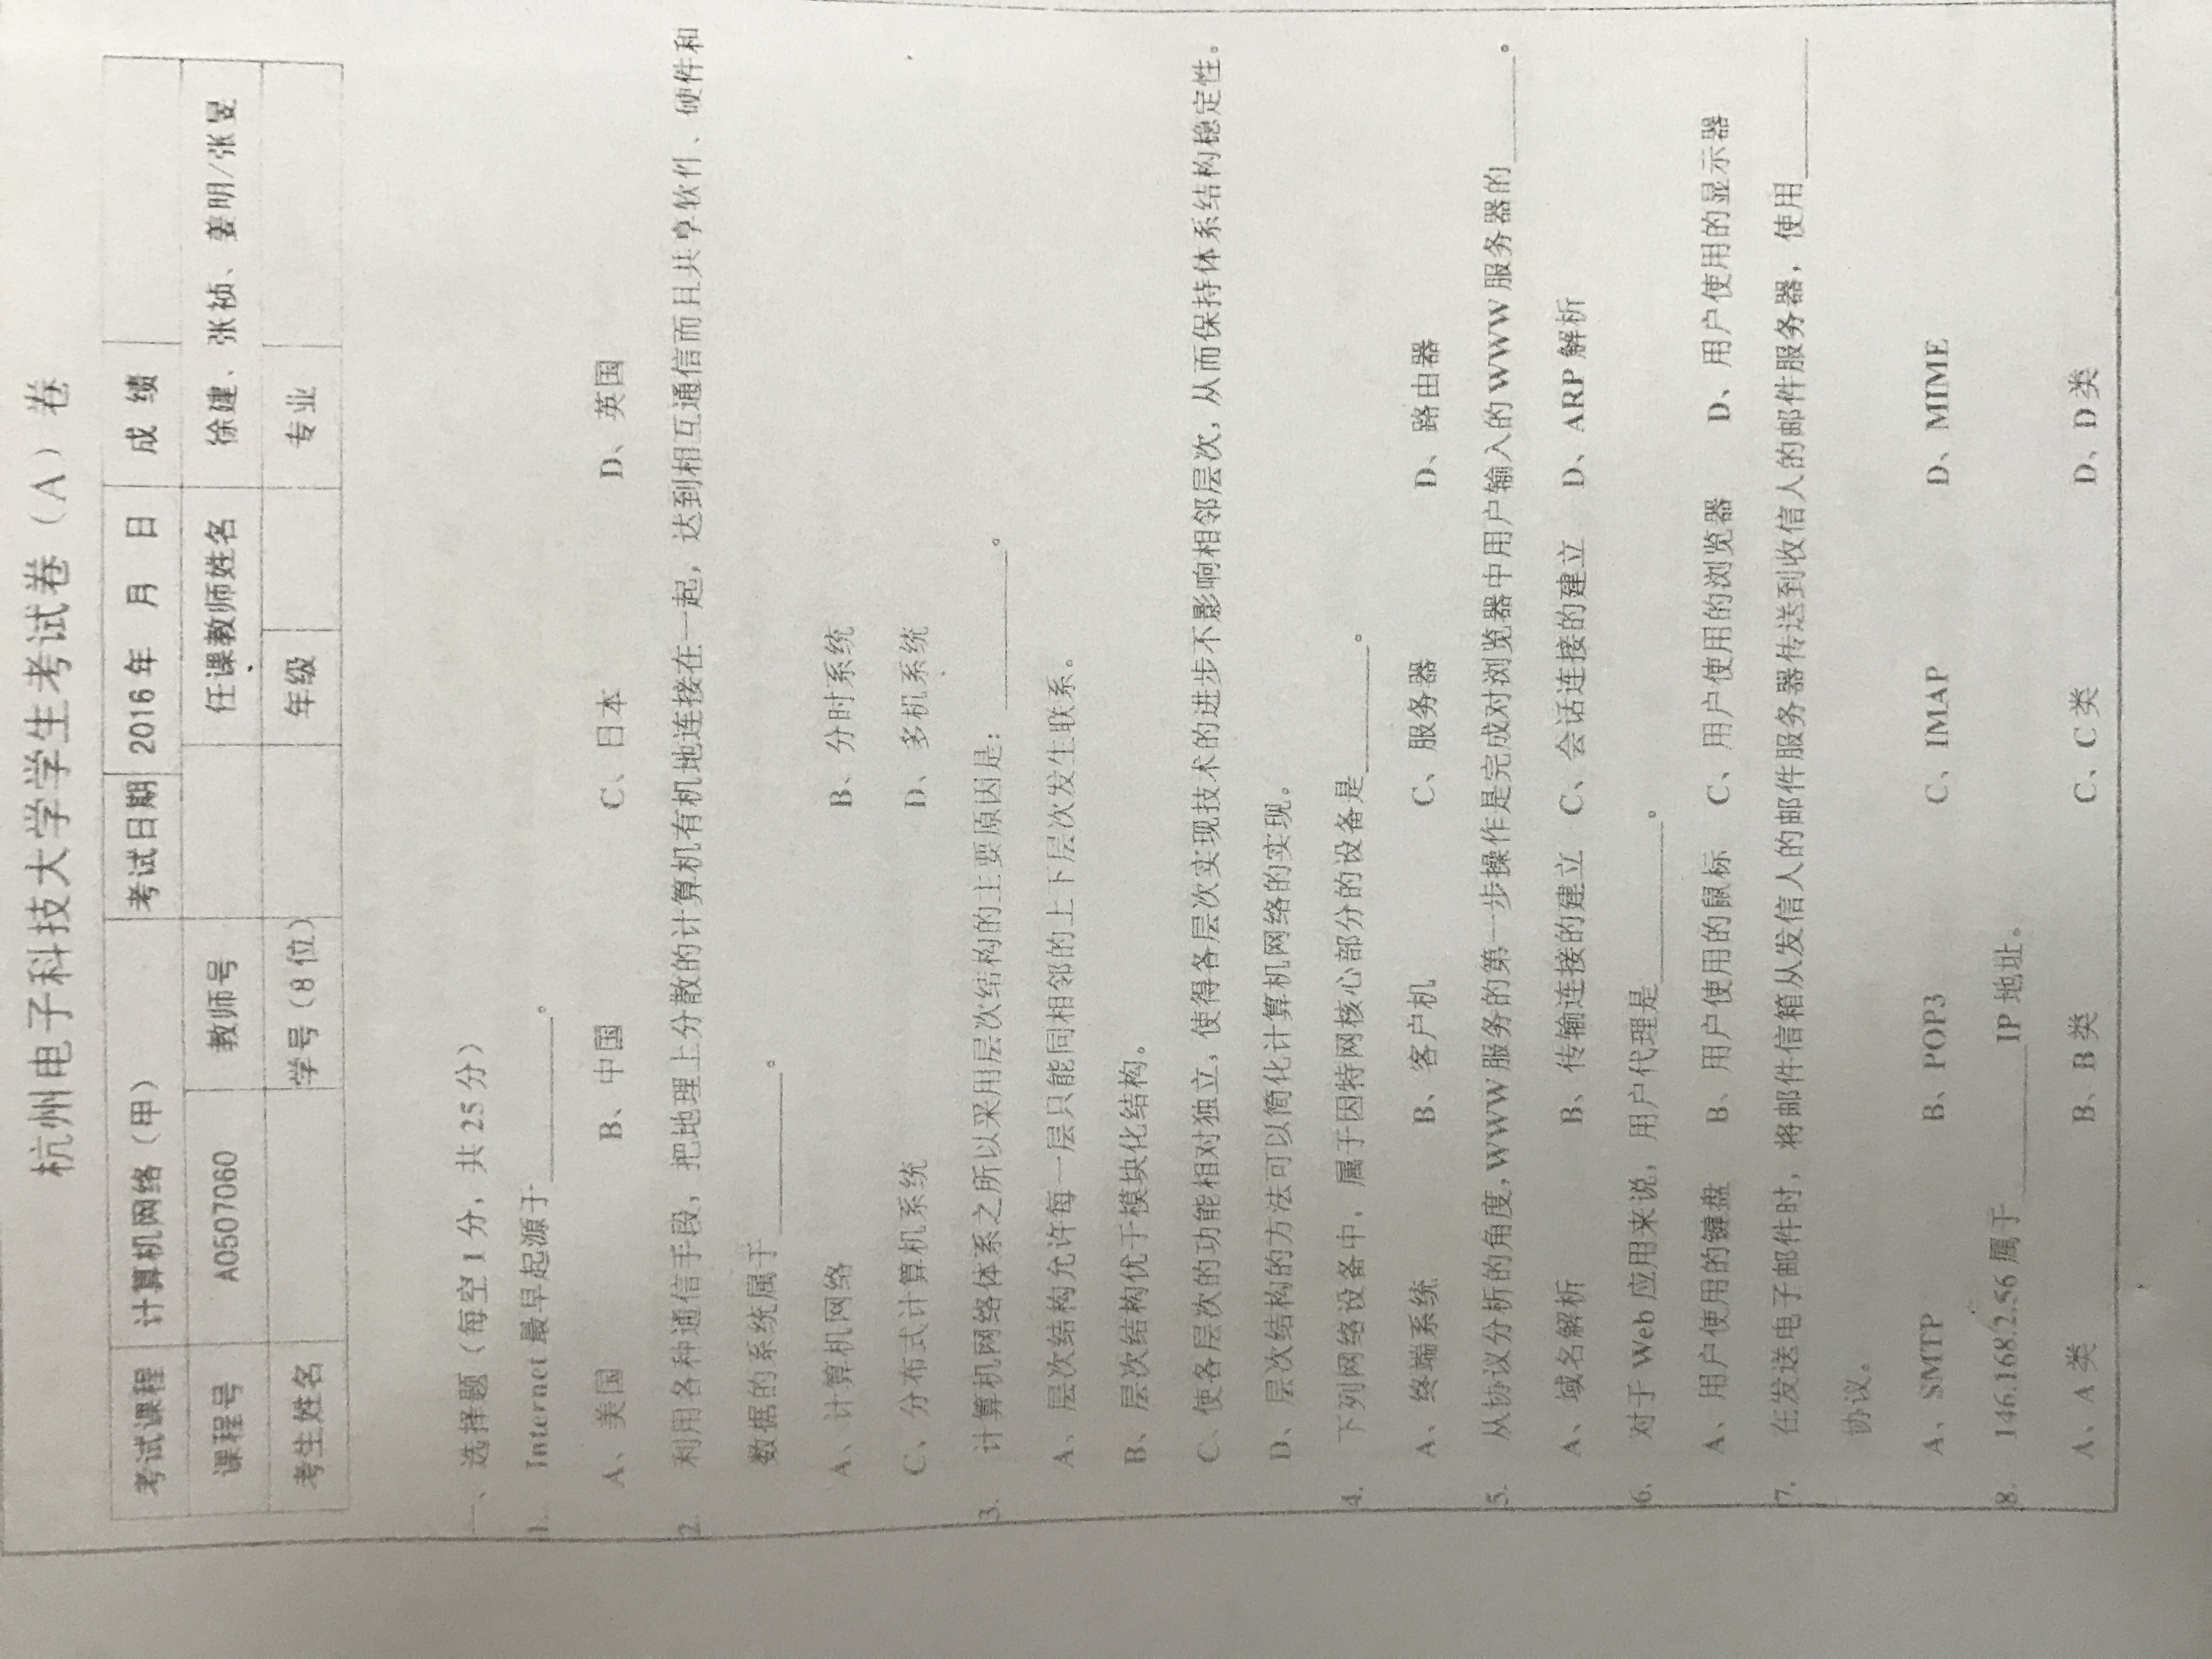 杭州电子科技大学学生考试卷（A）卷
考试课程 计算机网络（甲） 考试日期 2016年 月 日 成 绩
课程号 A0507060 教师号 任课教师姓名 徐建、张祯、姜明/张旻
考生姓名 学号（8位） 年级 专业
一、选择题（每空1分，共25分）
1. Internet 最早起源于__________。
A、美国 B、中国 C、日本 D、英国
2. 利用各种通信手段，把地理上分散的计算机有机地连接在一起，达到相互通信而且共享软件、硬件和
数据的系统属于__________。
A、计算机网络 B、分时系统
C、分布式计算机系统 D、多机系统
3. 计算机网络体系之所以采用层次结构的主要原因是：__________。
A、层次结构允许每一层只能同相邻的上下层次发生联系。
B、层次结构优于模块化结构。
C、使各层次的功能相对独立，使得各层次实现技术的进步不影响相邻层次，从而保持体系结构稳定性。
D、层次结构的方法可以简化计算机网络的实现。
4. 下列网络设备中，属于因特网核心部分的设备是________。
A、终端系统 B、客户机 C、服务器 D、路由器
5. 从协议分析的角度，WWW 服务的第一步操作是完成对浏览器中用户输入的 WWW 服务器的______。
A、域名解析 B、传输连接的建立 C、会话连接的建立 D、ARP 解析
6. 对于 Web 应用来说，用户代理是__________。
A、用户使用的键盘 B、用户使用的鼠标 C、用户使用的浏览器 D、用户使用的显示器
7. 在发送电子邮件时，将邮件信箱从发信人的邮件服务器传送到收信人的邮件服务器，使用________
协议。
A、SMTP B、POP3 C、IMAP D、MIME
8. 146.168.2.56 属于__________IP 地址。
A、A 类 B、B 类 C、C 类 D、D 类